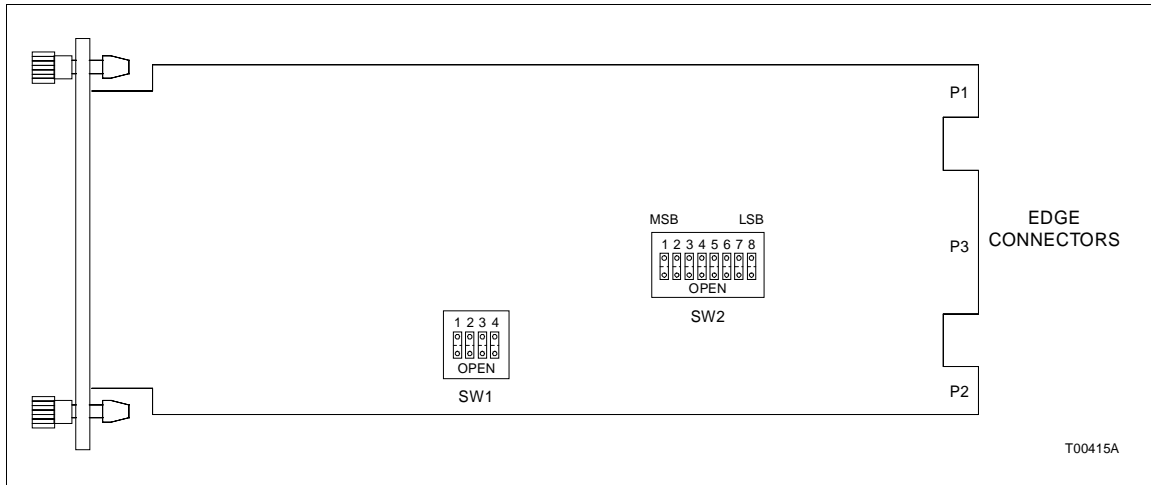 P1
MSB LSB
1 2 3 4 5 6 7 8
OPEN
SW2
P3
EDGE
CONNECTORS
1 2 3 4
OPEN
SW1
P2
T00415A